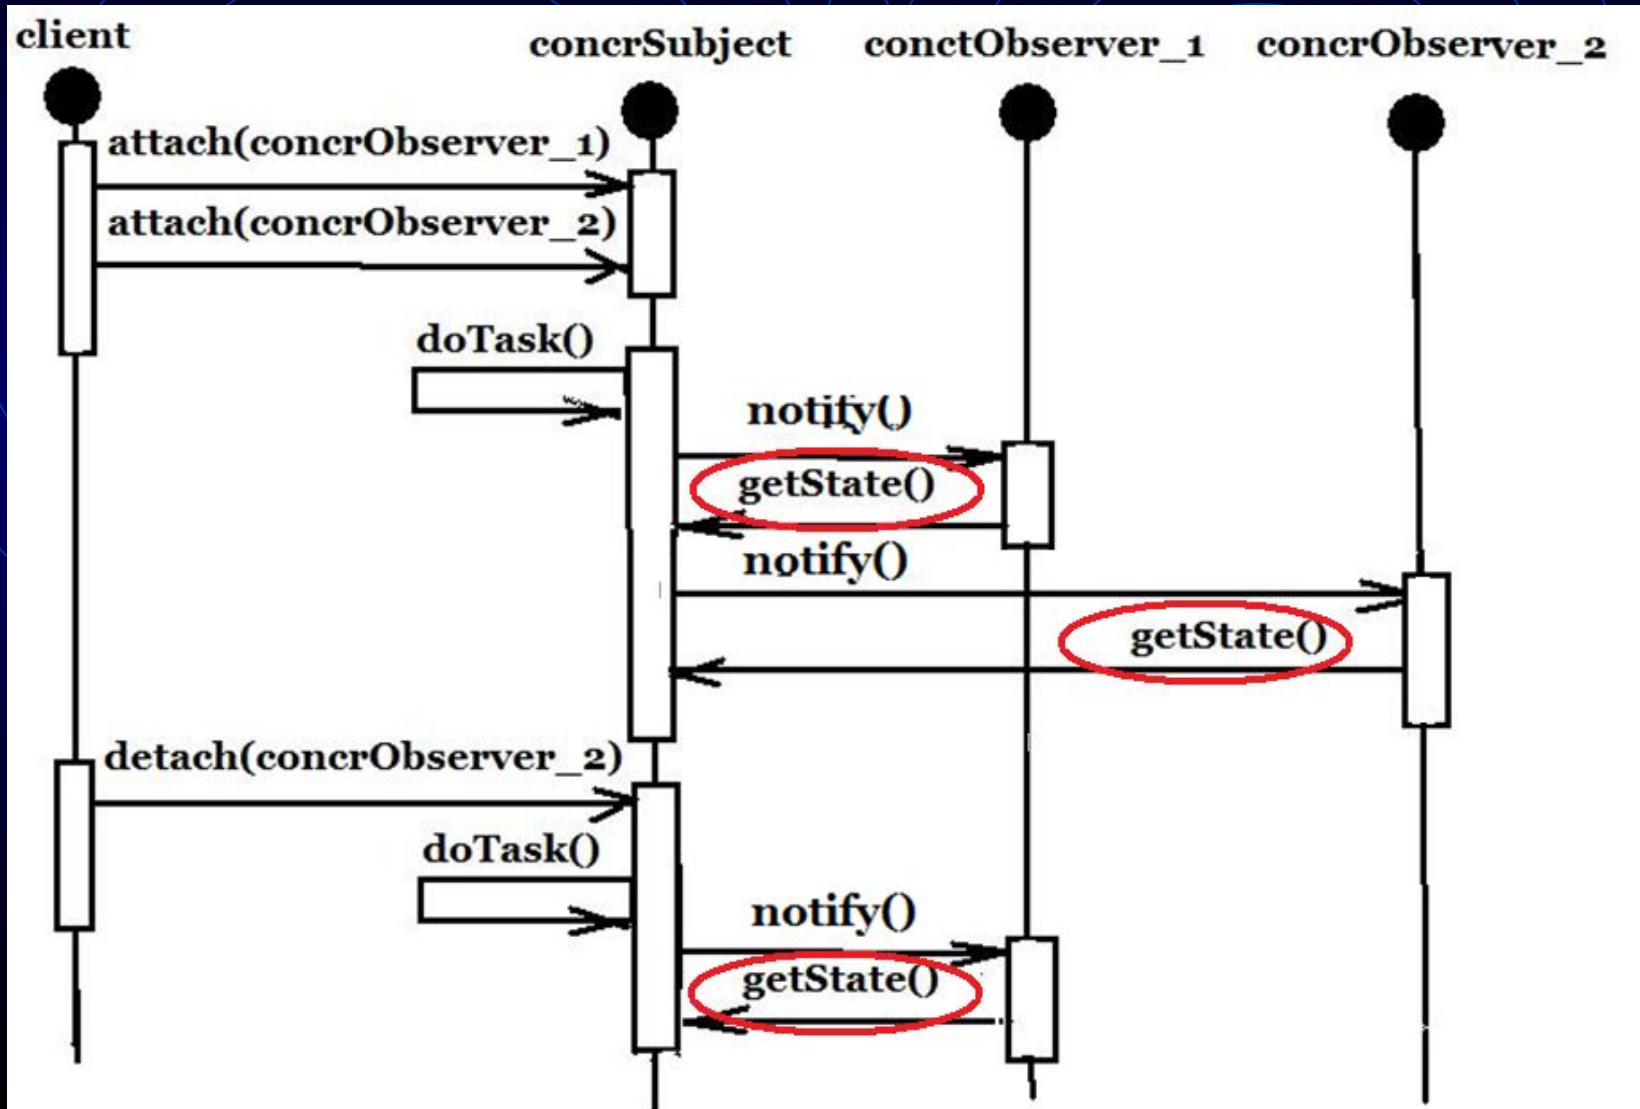 client
concrSubject
conctObserver_1
concrObserver_2
attach(concrObserver_1)
attach(concrObserver_2)
doTask()
notify()
getState()
notify()
getState()
detach(concrObserver_2)
doTask()
notify()
getState()